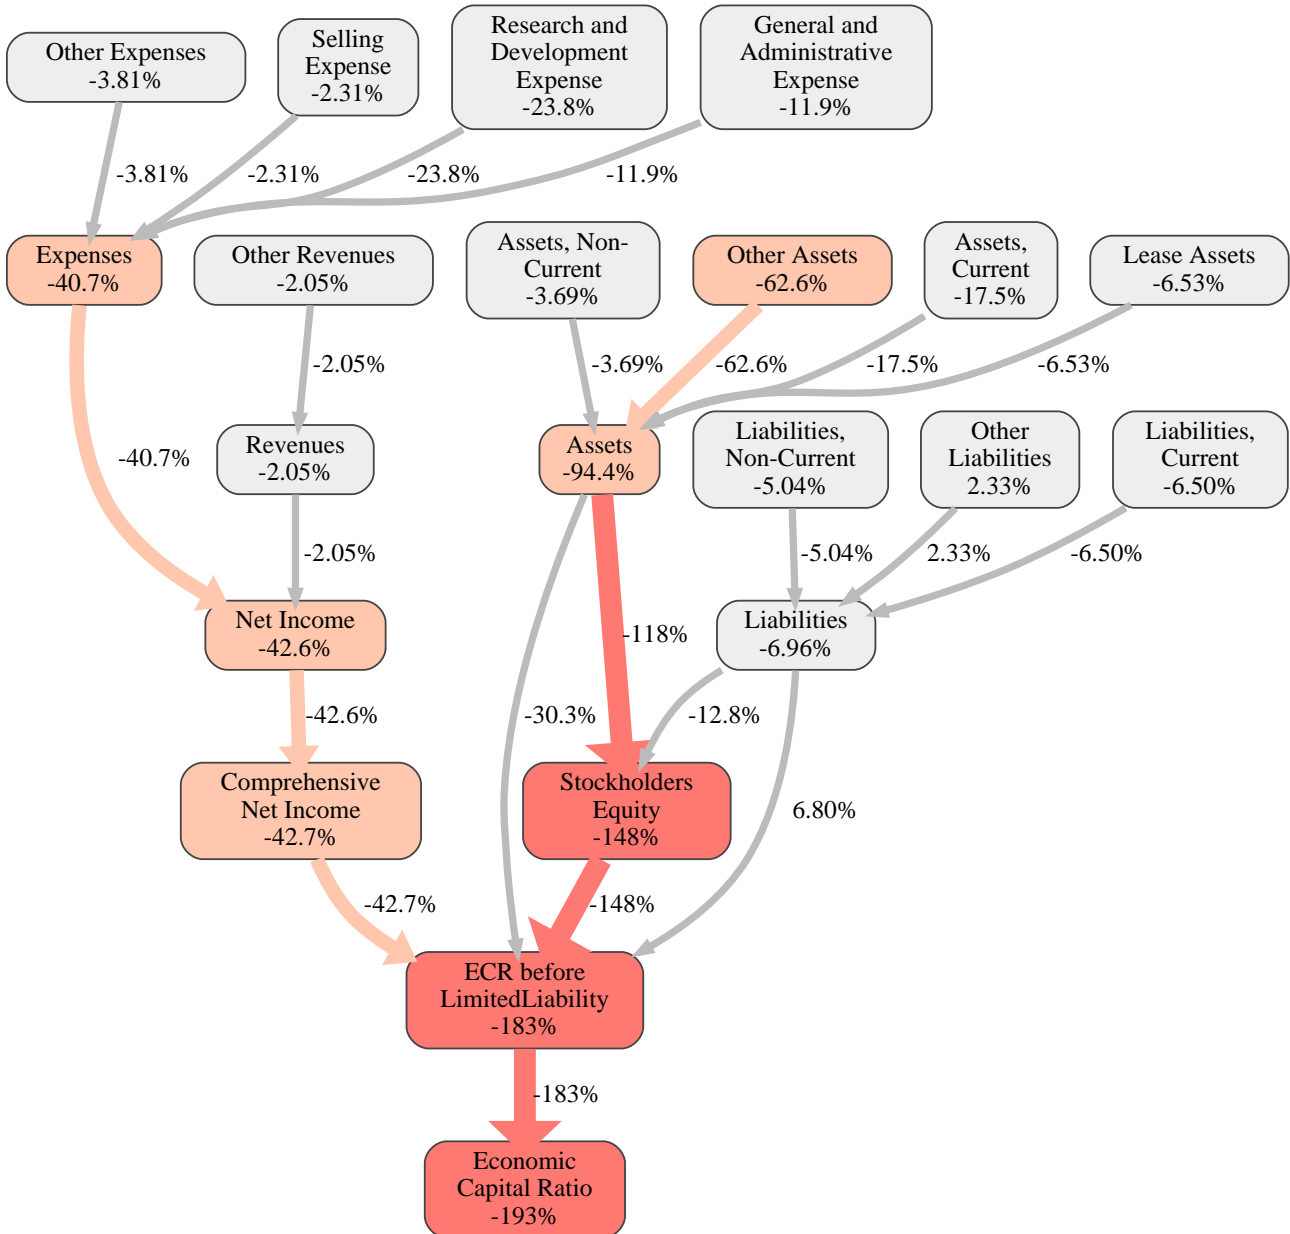 Other Expenses
-3.81%
Selling
Expense
-2.31%
Research and
Development
Expense
-23.8%
General and
Administrative
Expense
-11.9%
-3.81%
-2.31%
-23.8%
-11.9%
Expenses
-40.7%
Other Revenues
-2.05%
Assets, Non-
Current
-3.69%
Other Assets
-62.6%
Assets,
Current
-17.5%
Lease Assets
-6.53%
-2.05%
-3.69%
-62.6%
-17.5%
-6.53%
-40.7%
Revenues
-2.05%
Assets
-94.4%
Liabilities,
Non-Current
-5.04%
Other
Liabilities
2.33%
Liabilities,
Current
-6.50%
-2.05%
-5.04%
2.33%
-6.50%
Net Income
-42.6%
-118%
Liabilities
-6.96%
-42.6%
-30.3%
-12.8%
Comprehensive
Net Income
-42.7%
Stockholders
Equity
-148%
6.80%
-42.7%
-148%
ECR before
LimitedLiability
-183%
-183%
Economic
Capital Ratio
-193%